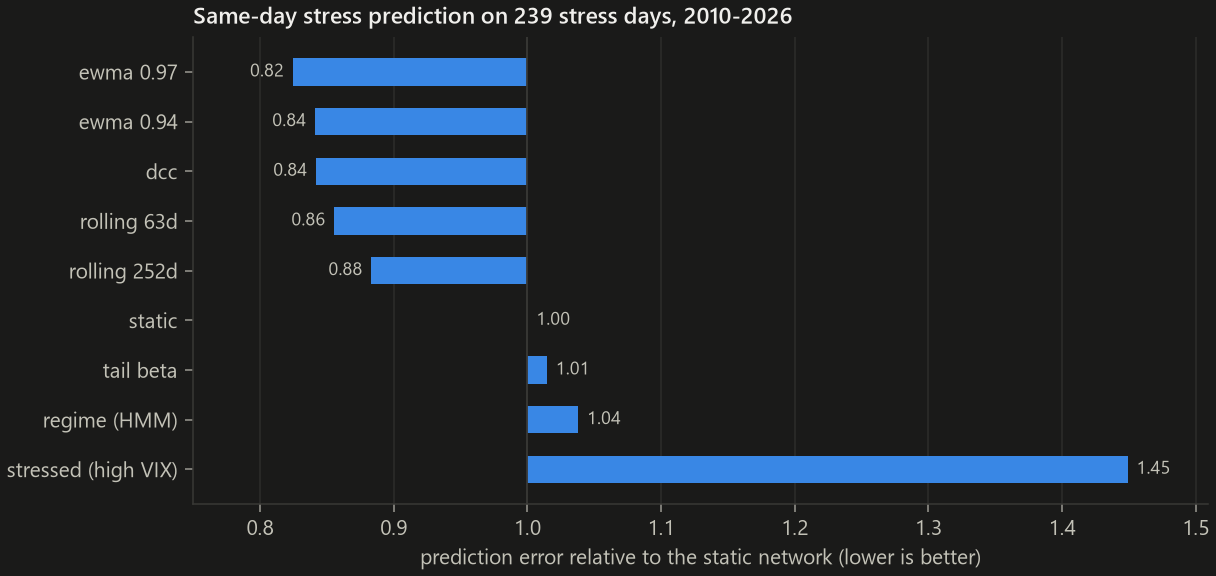 Same-day stress prediction on 239 stress days, 2010-2026
ewma 0.97 0.82
ewma 0.94 0.84
dcc 0.84
rolling 63d 0.86
rolling 252d 0.88
static 1.00
tail beta 1.01
regime (HMM) 1.04
stressed (high VIX) 1.45
0.8 0.9 1.0 1.1 1.2 1.3 1.4 1.5
prediction error relative to the static network (lower is better)